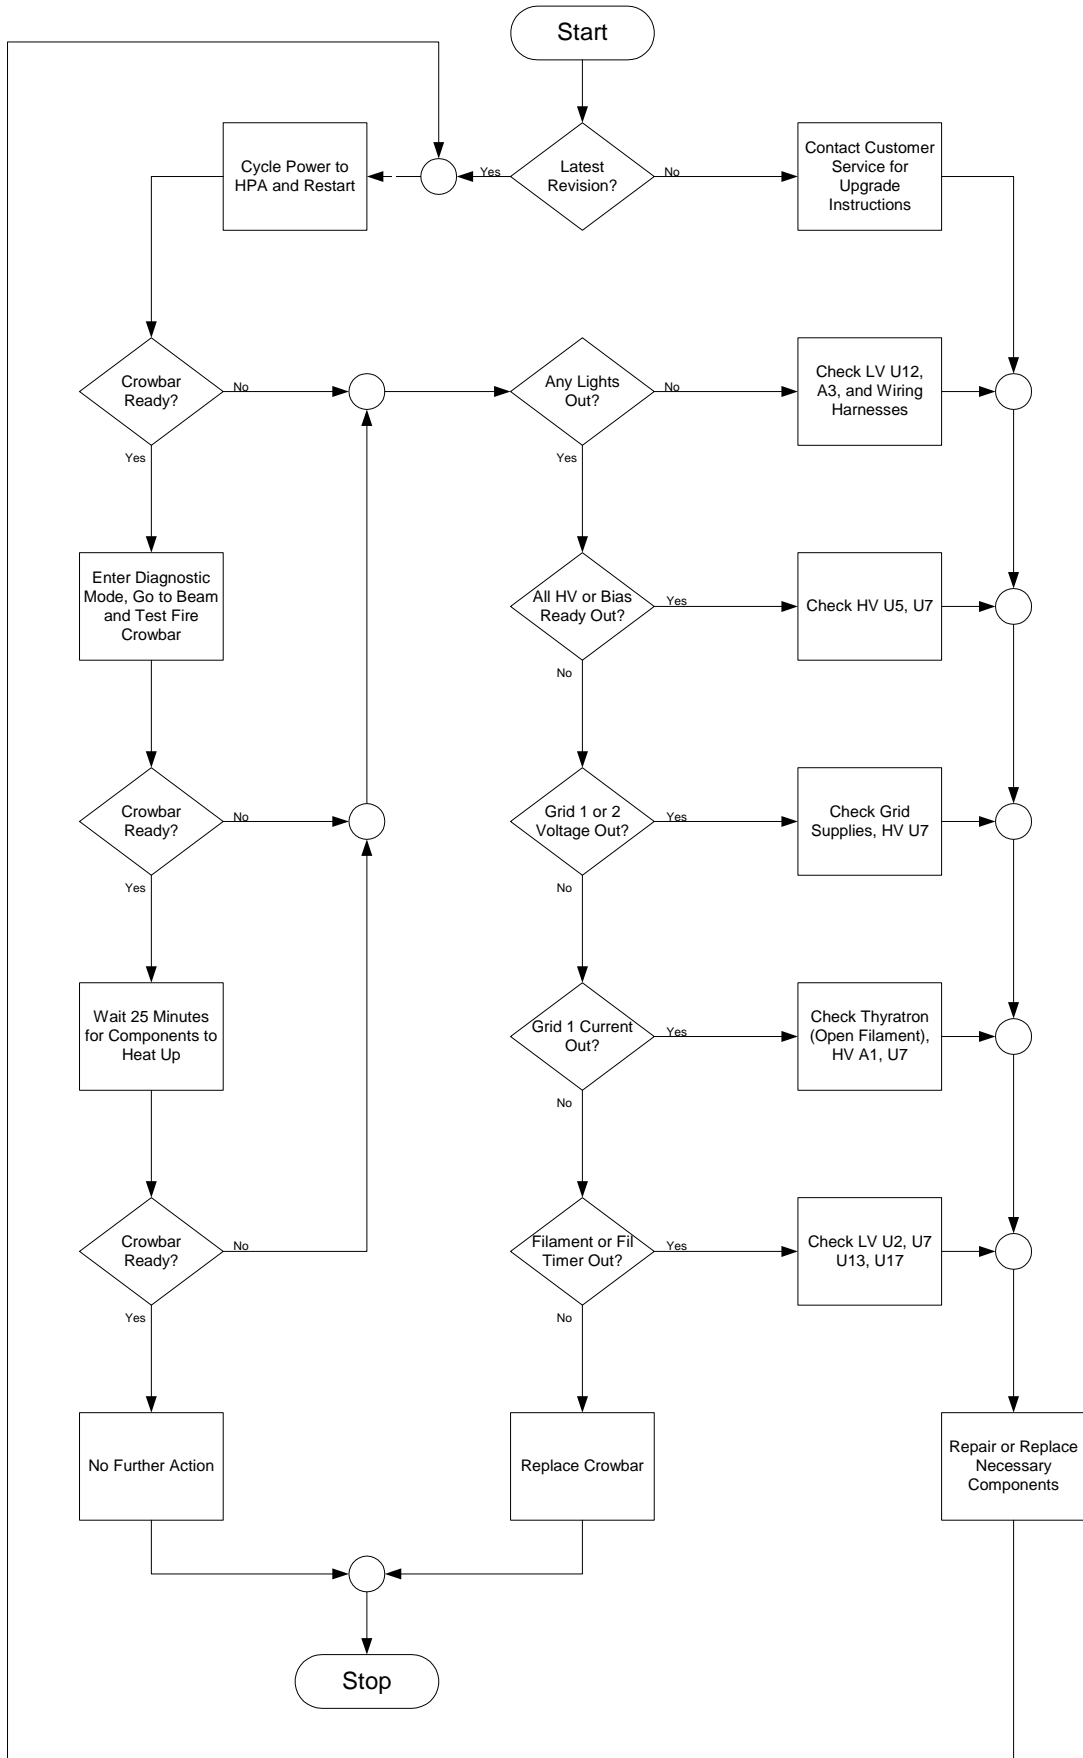 Start
Cycle Power to
HPA and Restart
Yes
Latest
Revision?
No
Contact Customer
Service for
Upgrade
Instructions
Crowbar
Ready?
No
Yes
Any Lights
Out?
No
Yes
Check LV U12,
A3, and Wiring
Harnesses
Enter Diagnostic
Mode, Go to Beam
and Test Fire
Crowbar
All HV or Bias
Ready Out?
Yes
No
Check HV U5, U7
Crowbar
Ready?
No
Yes
Grid 1 or 2
Voltage Out?
Yes
No
Check Grid
Supplies, HV U7
Wait 25 Minutes
for Components to
Heat Up
Grid 1 Current
Out?
Yes
No
Check Thyratron
(Open Filament),
HV A1, U7
Crowbar
Ready?
No
Yes
Filament or Fil
Timer Out?
Yes
No
Check LV U2, U7
U13, U17
No Further Action
Replace Crowbar
Repair or Replace
Necessary
Components
Stop